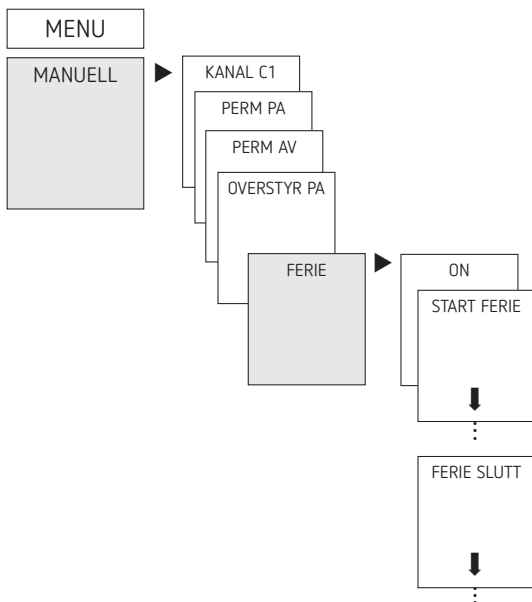 MENU
MANUELL
KANAL C1
PERM PA
PERM AV
OVERSTYR PA
FERIE
ON
START FERIE
FERIE SLUTT